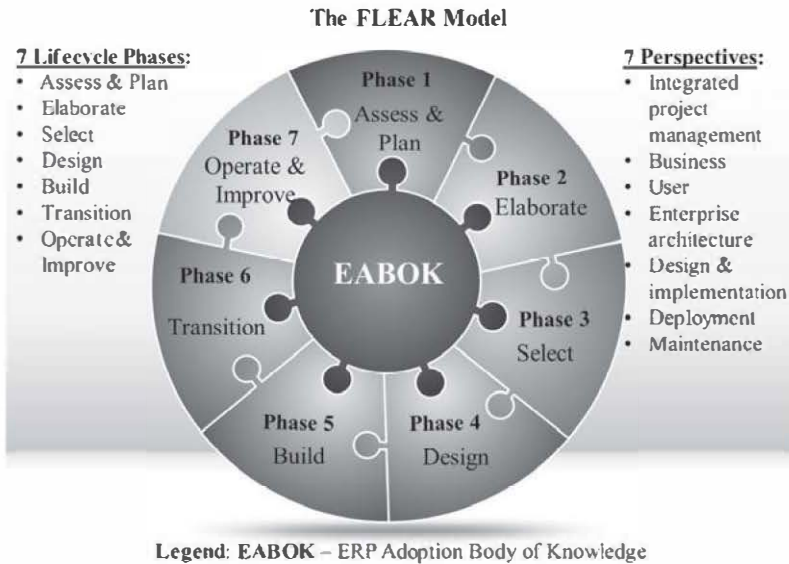 The FLEAR Model
7 Lifecycle Phases:
• Assess & Plan
• Elaborate
• Select
• Design
• Build
• Transition
• Operate &
Improve
Phase 1
Assess &
Plan
Phase 2
Elaborate
Phase 3
Select
Phase 4
Design
Phase 5
Build
Phase 6
Transition
Phase 7
Operate &
Improve
EABOK
7 Perspectives:
• Integrated
project
management
• Business
• User
• Enterprise
architecture
• Design &
implementation
• Deployment
• Maintenance
Legend: EABOK – ERP Adoption Body of Knowledge